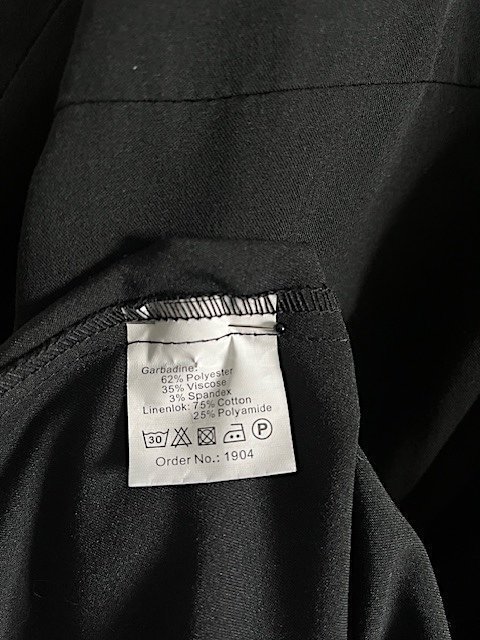 Garbadine:
62% Polyester
35% Viscose
3% Spandex
Linenlok: 75% Cotton
25% Polyamide
30 P
Order No.: 1904